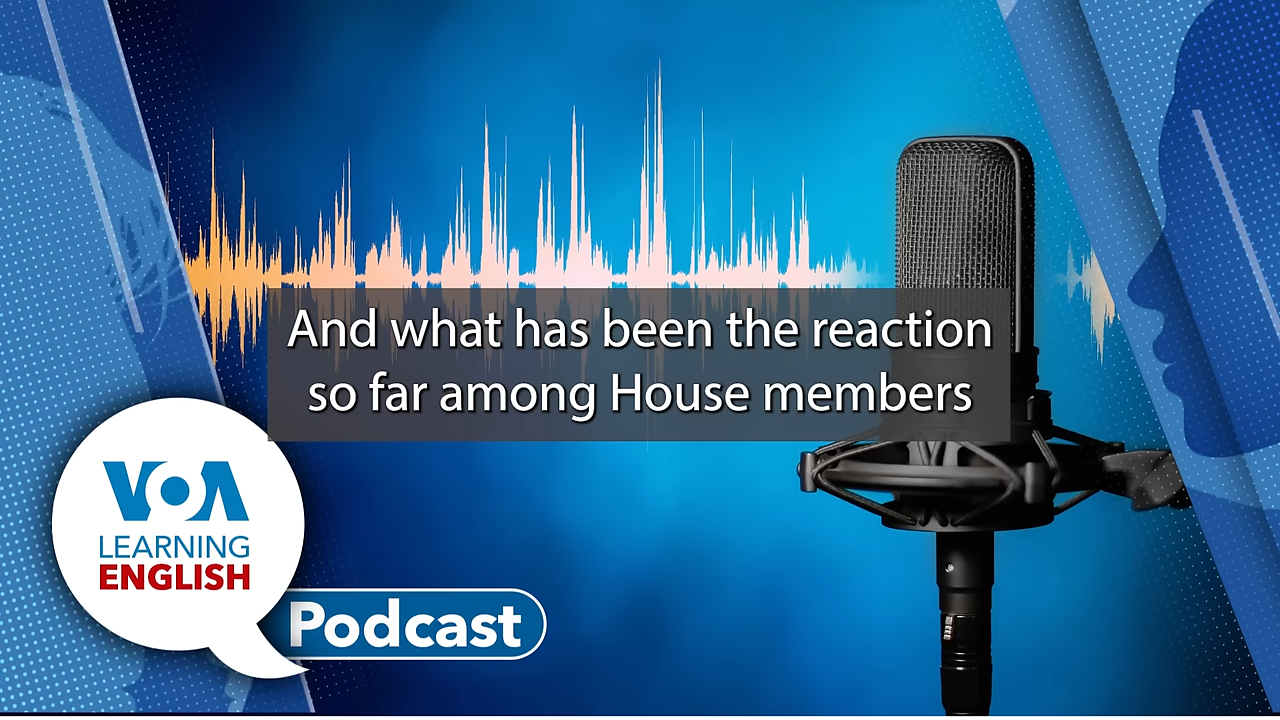 And what has been the reaction
so far among House members
VOA
LEARNING
ENGLISH
Podcast